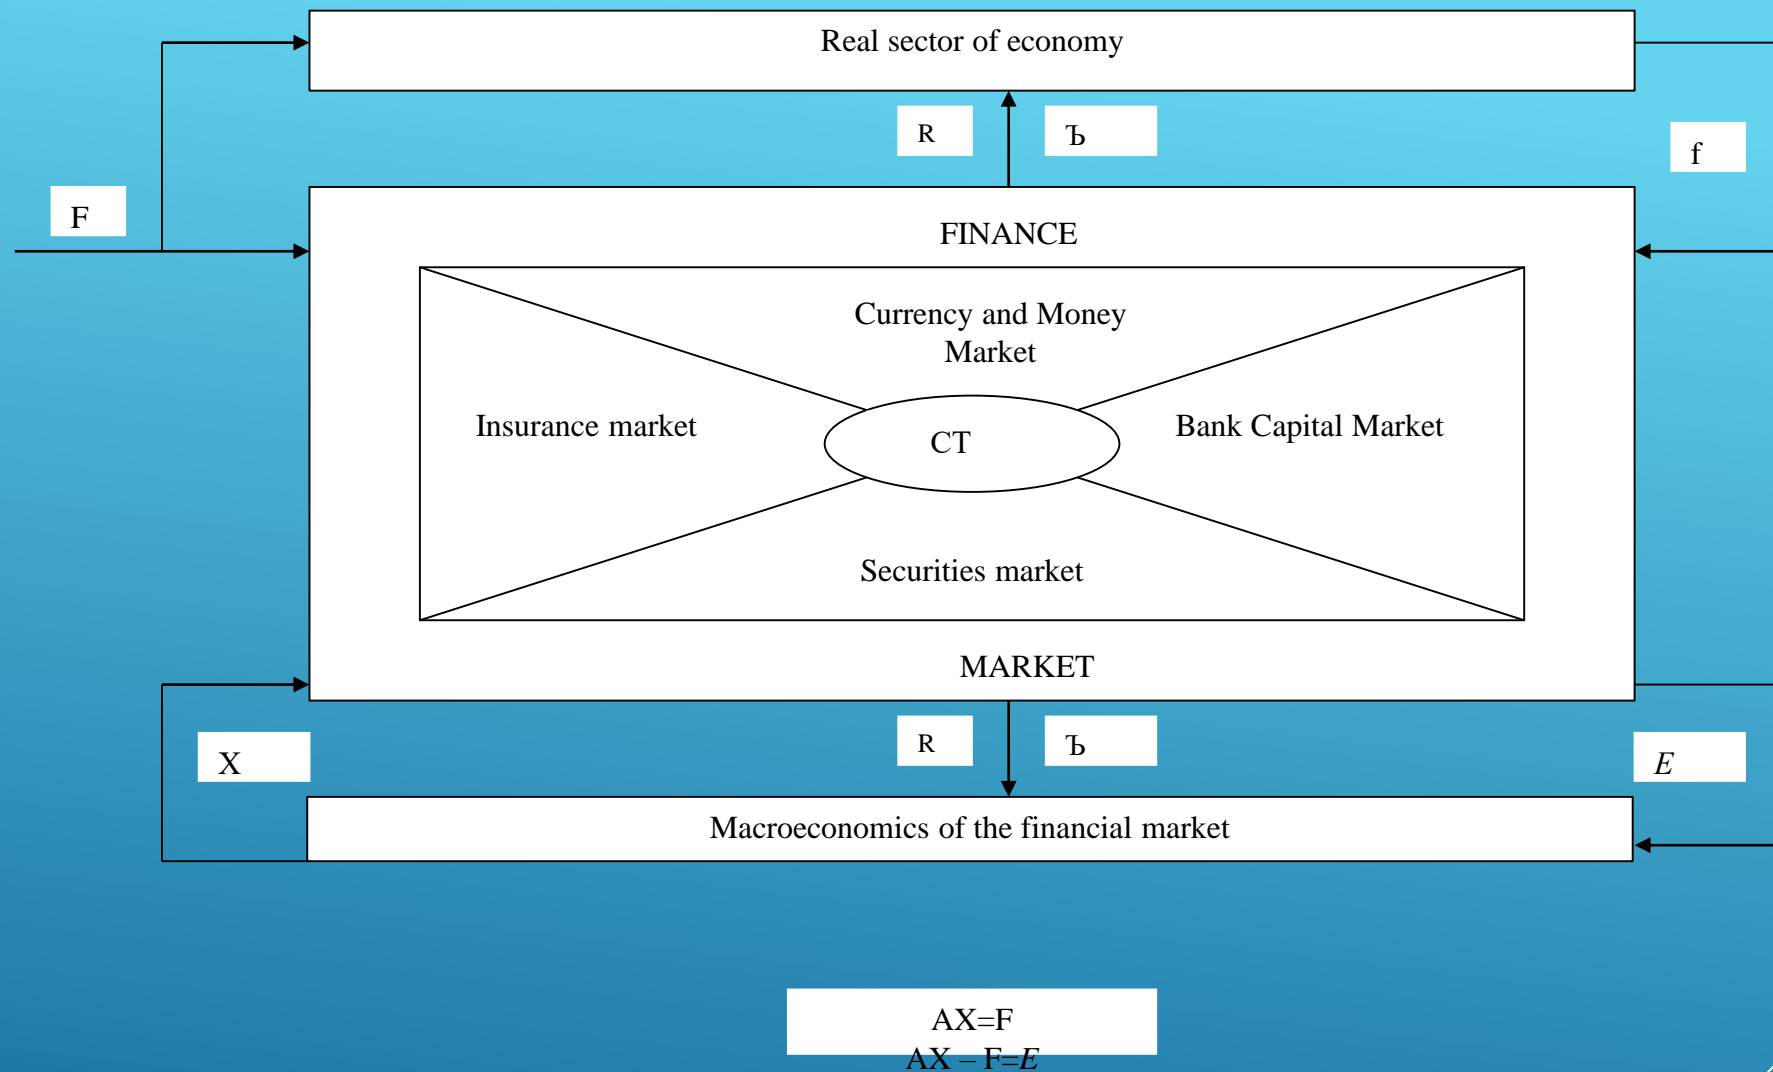 Real sector of economy
R
Ъ
f
F
FINANCE
Currency and Money
Market
Insurance market
Bank Capital Market
CT
Securities market
MARKET
R
Ъ
X
E
Macroeconomics of the financial market
AX=F
AX – F=E